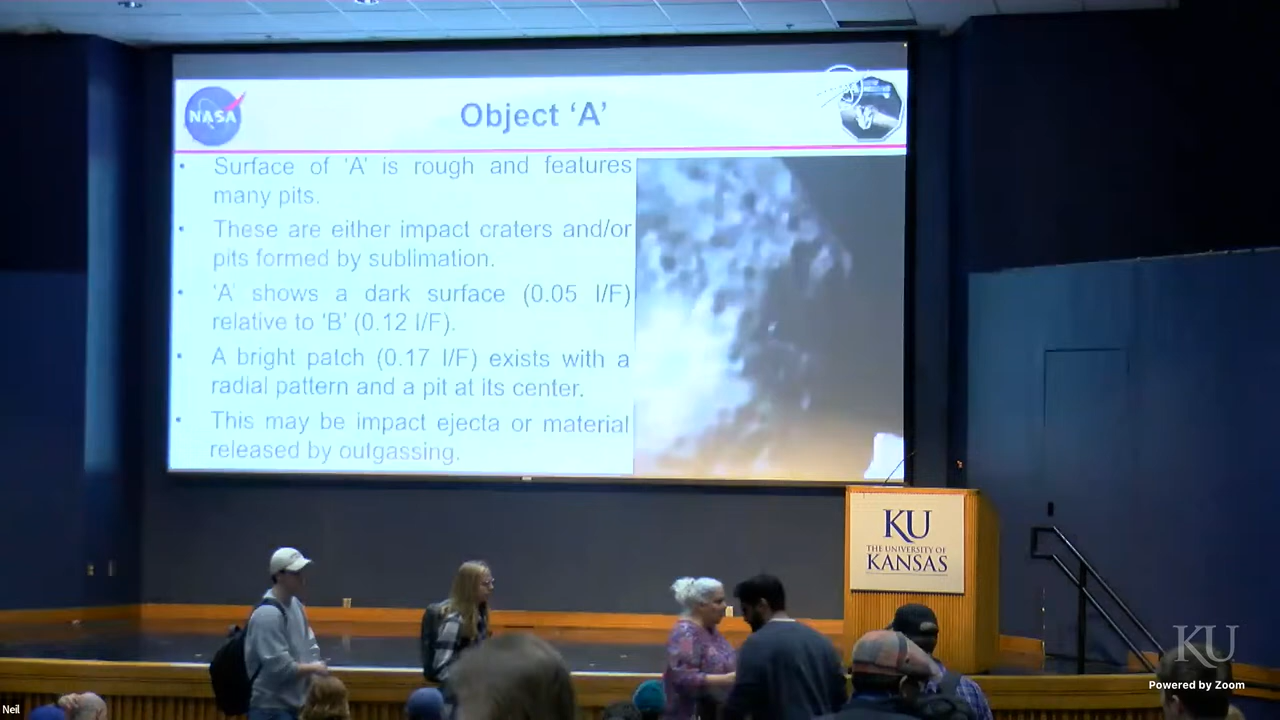 NASA
Object ‘A’
• Surface of ‘A’ is rough and features
many pits.
• These are either impact craters and/or
pits formed by sublimation.
• ‘A’ shows a dark surface (0.05 I/F)
relative to ‘B’ (0.12 I/F).
• A bright patch (0.17 I/F) exists with a
radial pattern and a pit at its center.
• This may be impact ejecta or material
released by outgassing.
KU
THE UNIVERSITY OF
KANSAS
KU
Powered by Zoom
Neil